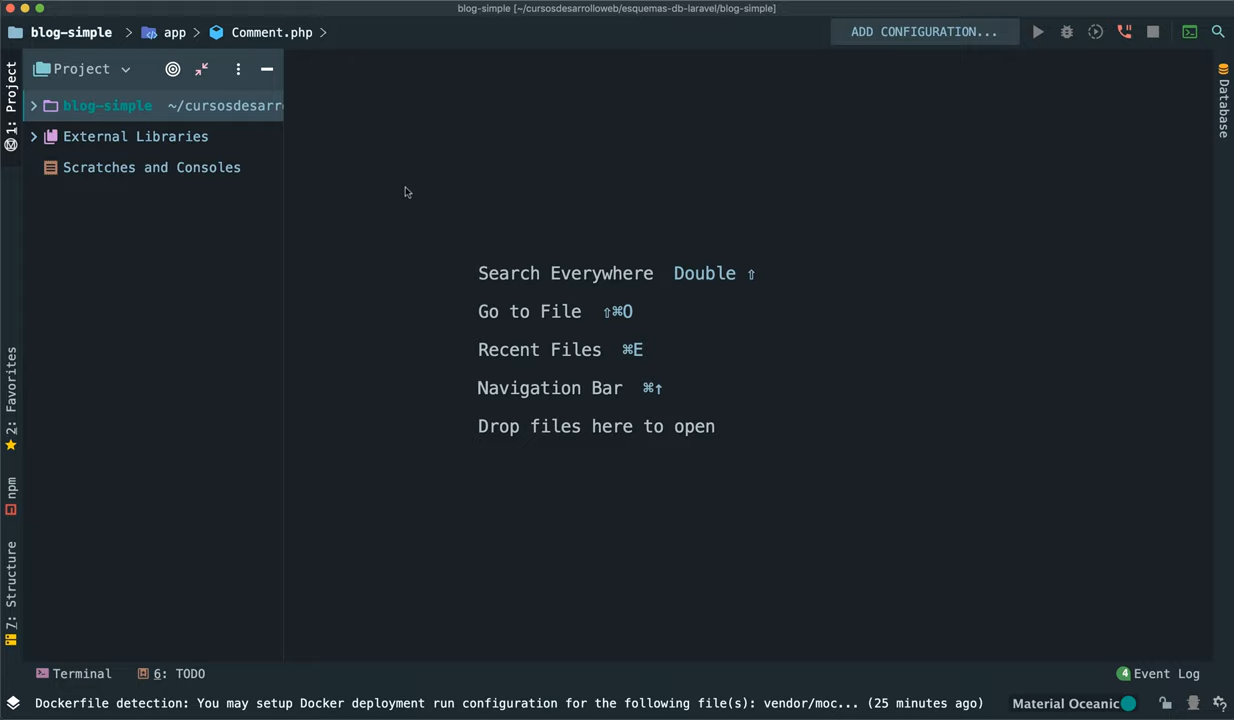 blog-simple [~/cursosdesarrolloweb/esquemas-db-laravel/blog-simple]
blog-simple > app > Comment.php >
ADD CONFIGURATION...
1: Project
Project
blog-simple ~/cursosdesarr
External Libraries
Scratches and Consoles
Search Everywhere Double ⇧
Go to File ⇧⌘O
Recent Files ⌘E
Navigation Bar ⌘↑
Drop files here to open
Database
2: Favorites
npm
7: Structure
Terminal
6: TODO
4 Event Log
Dockerfile detection: You may setup Docker deployment run configuration for the following file(s): vendor/moc... (25 minutes ago)
Material Oceanic